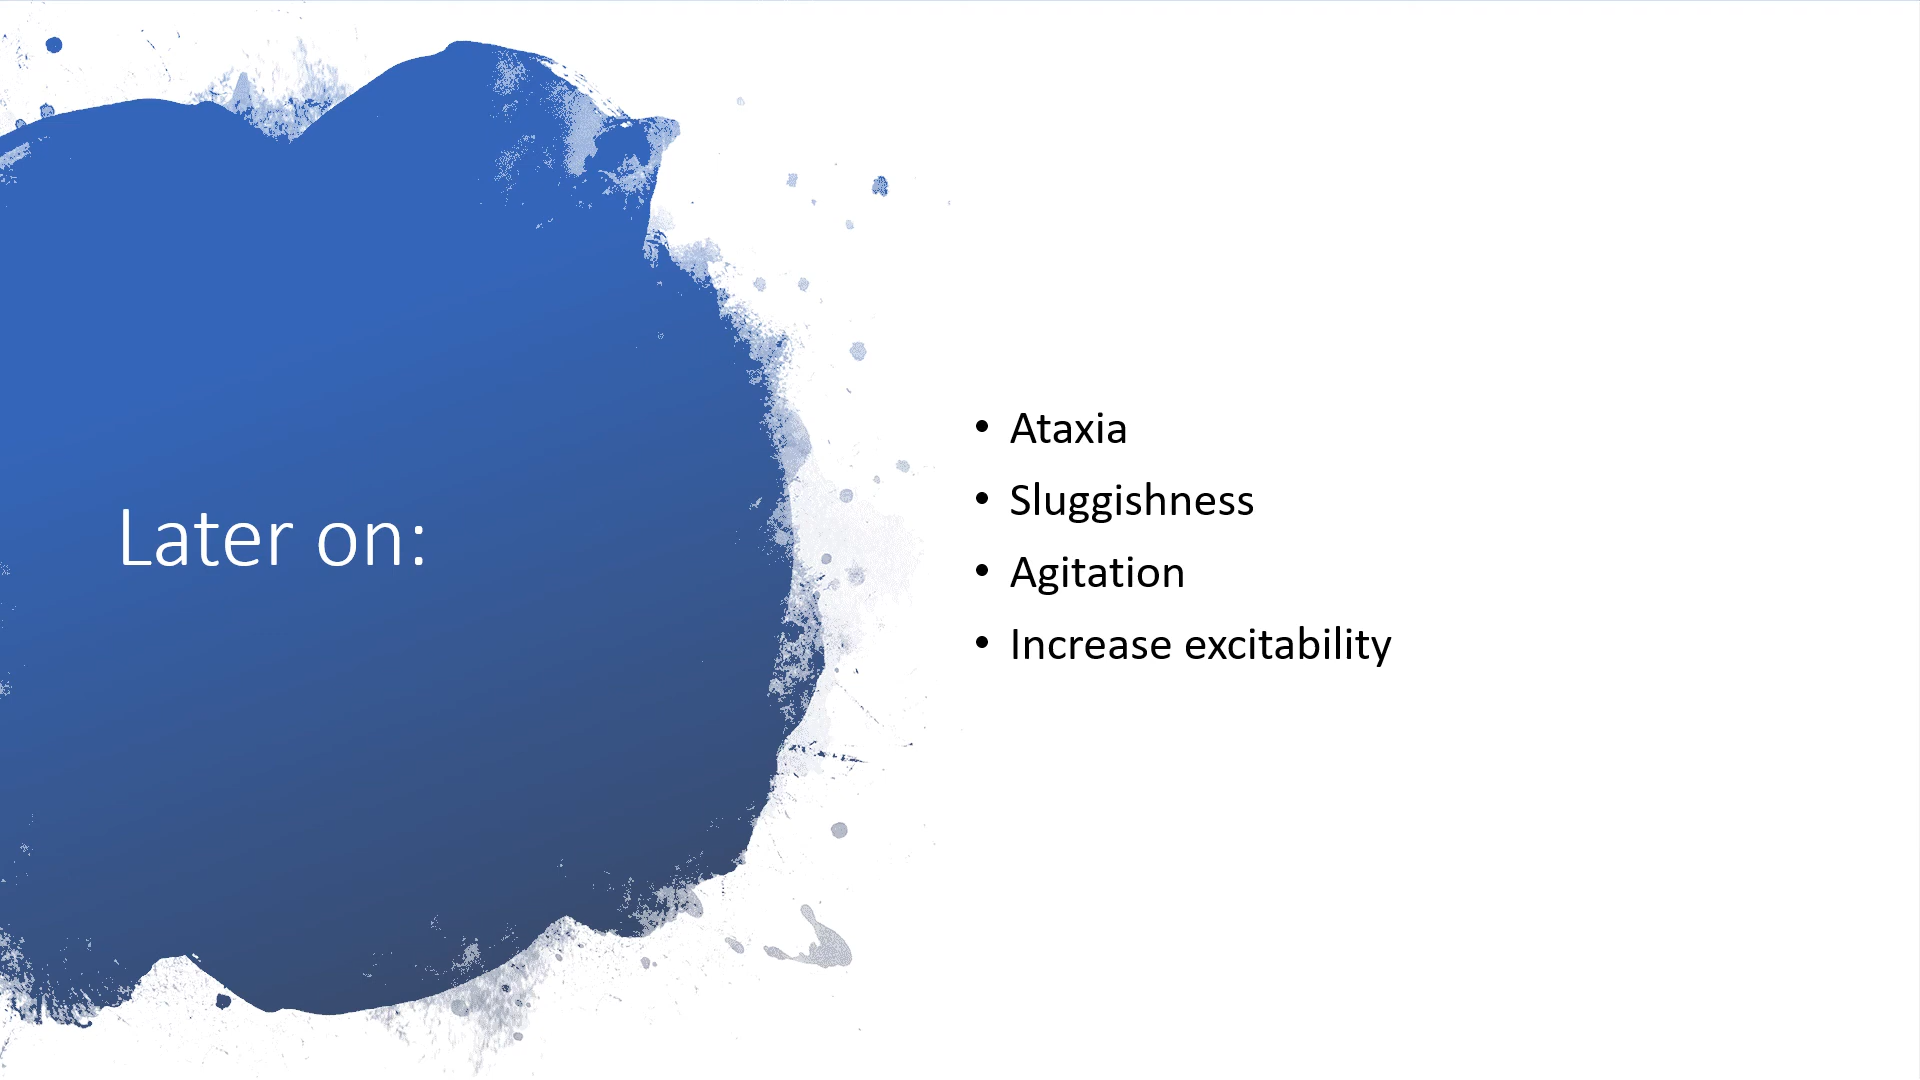 Later on:
• Ataxia
• Sluggishness
• Agitation
• Increase excitability